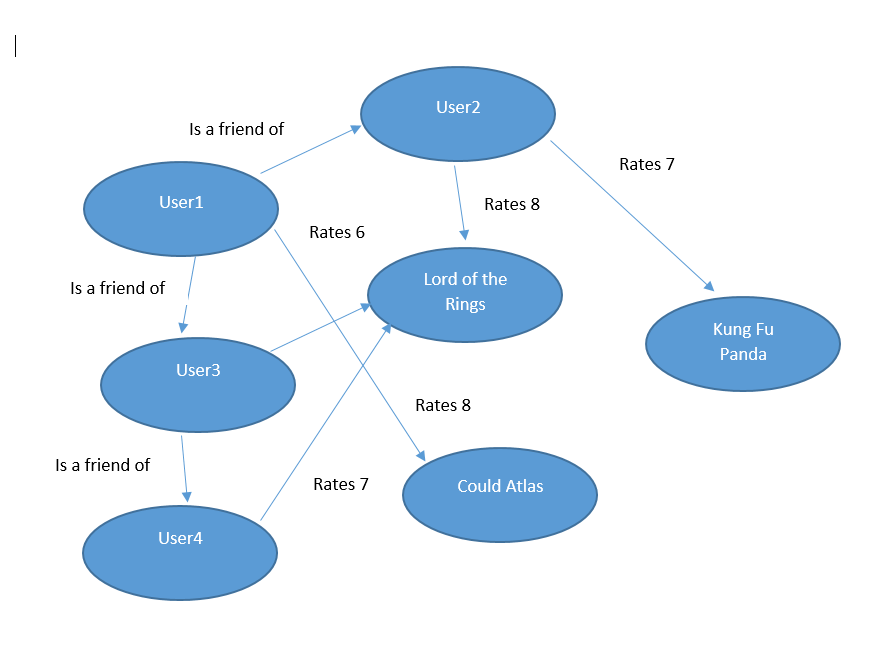 User2
Is a friend of
Rates 7
User1
Rates 8
Rates 6
Lord of the
Rings
Is a friend of
Kung Fu
Panda
User3
Rates 8
Is a friend of
Rates 7
Could Atlas
User4